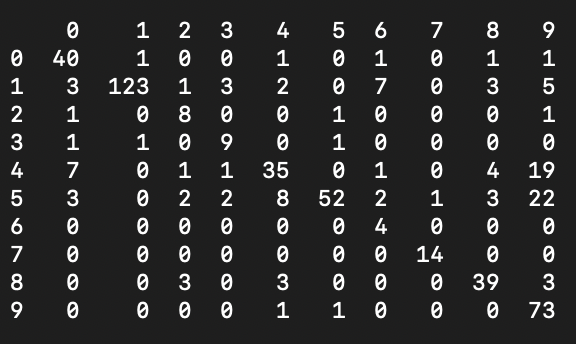 0 1 2 3 4 5 6 7 8 9
0 40 1 0 0 1 0 1 0 1 1
1 3 123 1 3 2 0 7 0 3 5
2 1 0 8 0 0 1 0 0 0 1
3 1 1 0 9 0 1 0 0 0 0
4 7 0 1 1 35 0 1 0 4 19
5 3 0 2 2 8 52 2 1 3 22
6 0 0 0 0 0 0 4 0 0 0
7 0 0 0 0 0 0 0 14 0 0
8 0 0 3 0 3 0 0 0 39 3
9 0 0 0 0 1 1 0 0 0 73